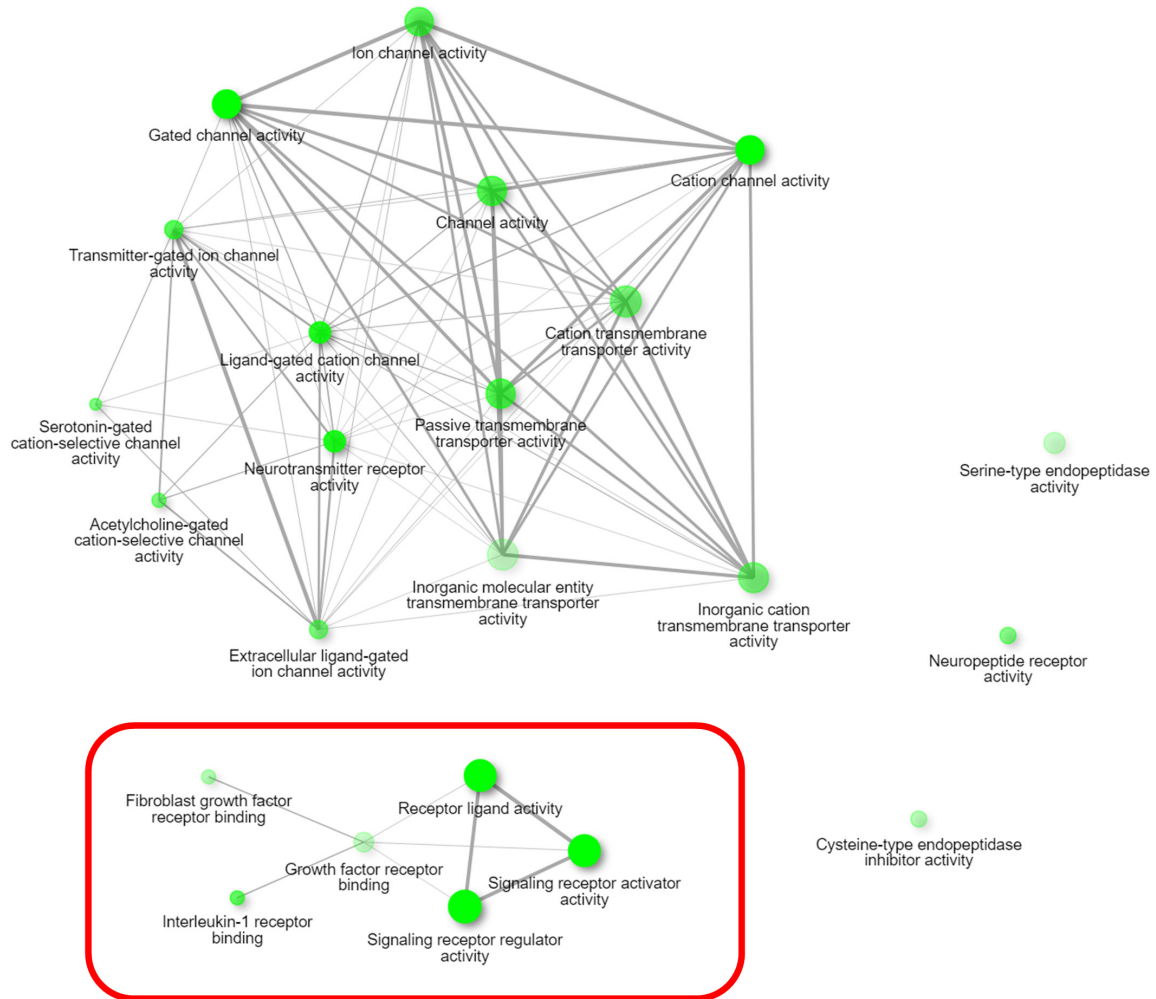 Ion channel activity
Gated channel activity
Cation channel activity
Channel activity
Transmitter-gated ion channel
activity
Cation transmembrane
transporter activity
Ligand-gated cation channel
activity
Serotonin-gated
cation-selective channel
activity
Passive transmembrane
transporter activity
Neurotransmitter receptor
activity
Serine-type endopeptidase
activity
Acetylcholine-gated
cation-selective channel
activity
Inorganic molecular entity
transmembrane transporter
activity
Inorganic cation
transmembrane transporter
activity
Extracellular ligand-gated
ion channel activity
Neuropeptide receptor
activity
Fibroblast growth factor
receptor binding
Receptor ligand activity
Growth factor receptor
binding
Signaling receptor activator
activity
Interleukin-1 receptor
binding
Signaling receptor regulator
activity
Cysteine-type endopeptidase
inhibitor activity